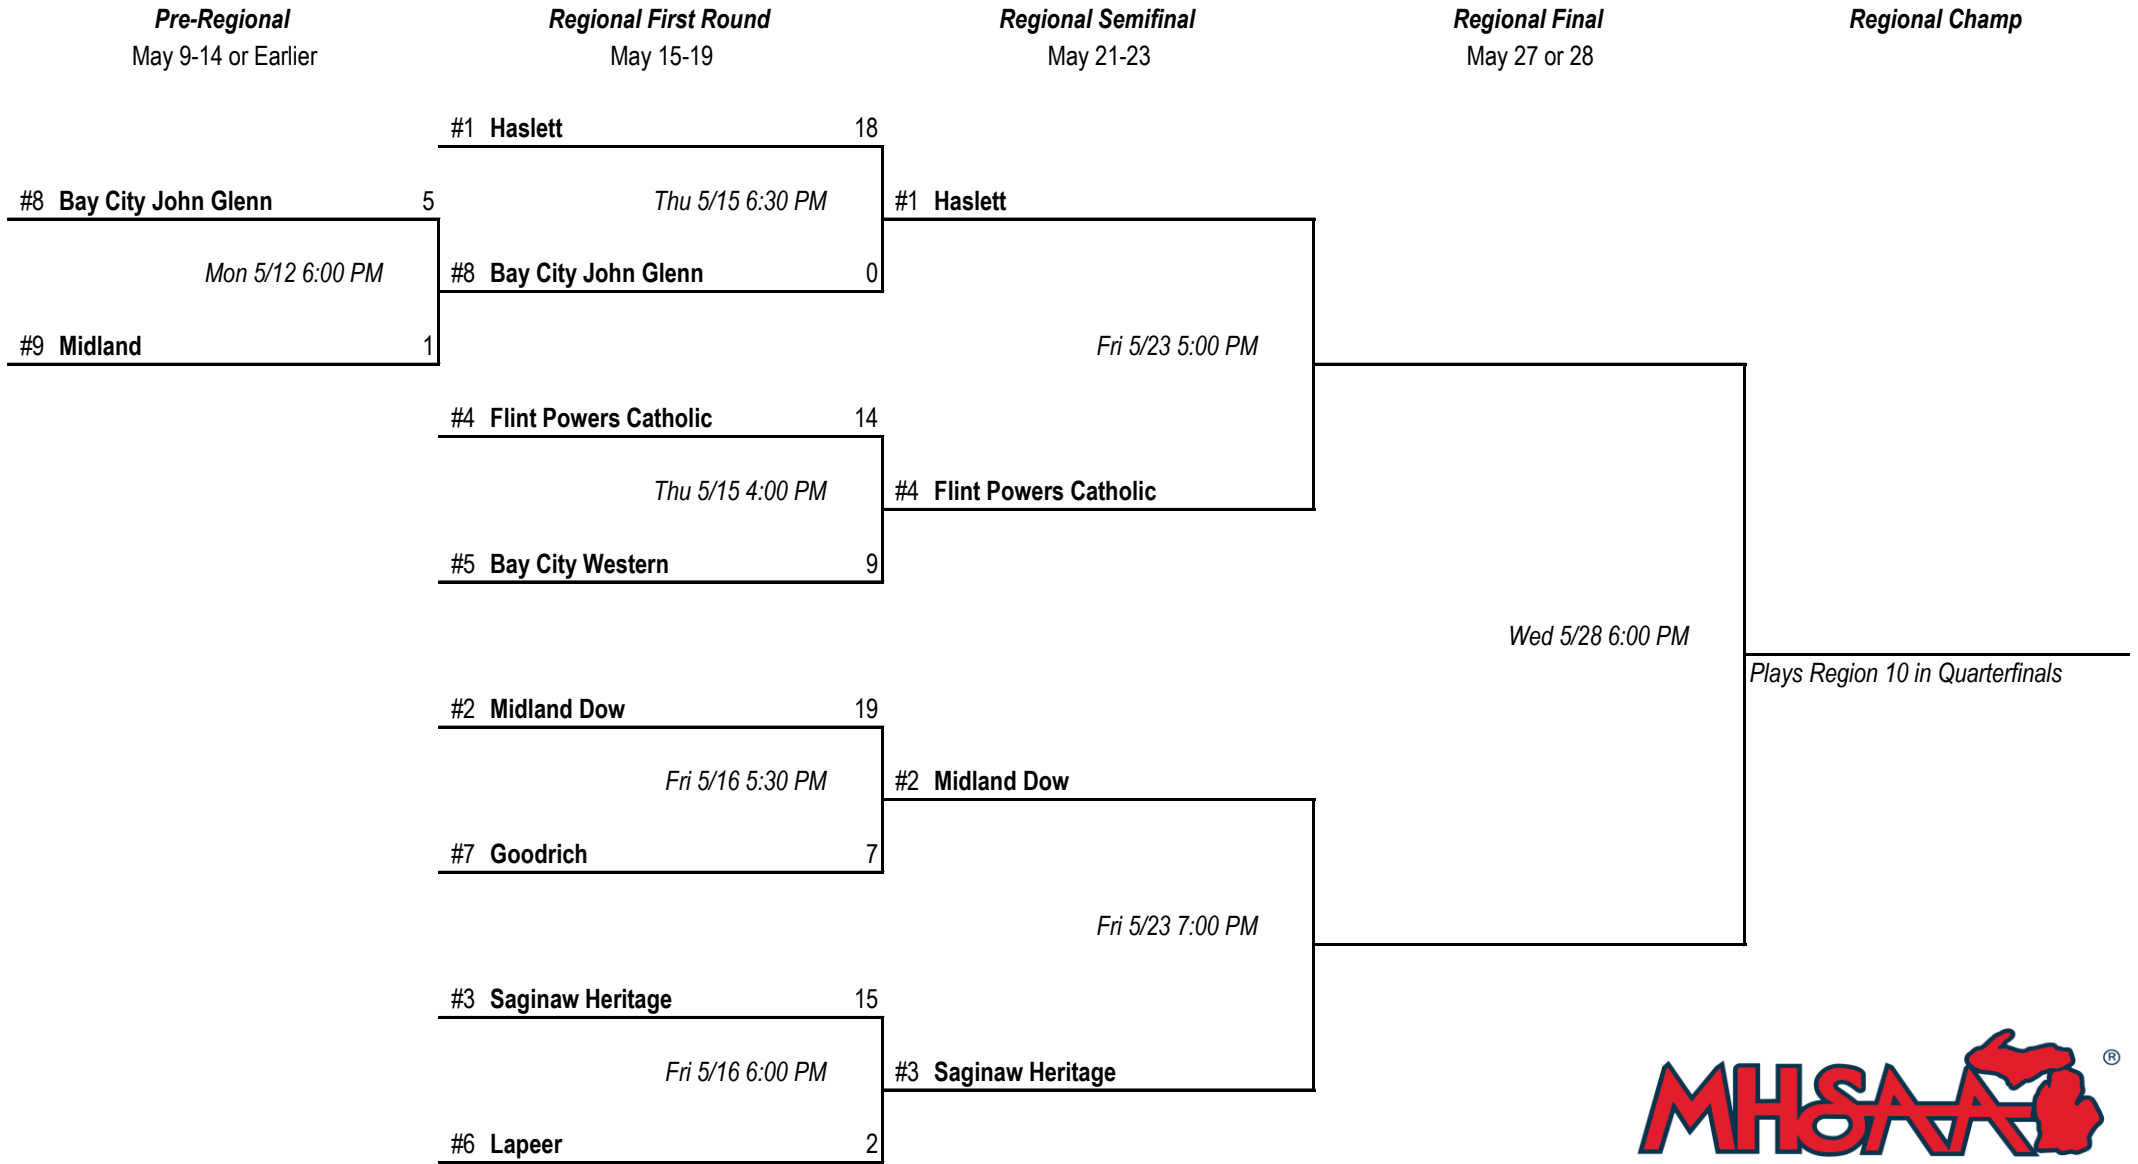 Pre-Regional
May 9-14 or Earlier
Regional First Round
May 15-19
Regional Semifinal
May 21-23
Regional Final
May 27 or 28
Regional Champ
#1 Haslett 18
#8 Bay City John Glenn 5
Thu 5/15 6:30 PM
#1 Haslett
Mon 5/12 6:00 PM
#8 Bay City John Glenn 0
#9 Midland 1
Fri 5/23 5:00 PM
#4 Flint Powers Catholic 14
Thu 5/15 4:00 PM
#4 Flint Powers Catholic
#5 Bay City Western 9
Wed 5/28 6:00 PM
Plays Region 10 in Quarterfinals
#2 Midland Dow 19
Fri 5/16 5:30 PM
#2 Midland Dow
#7 Goodrich 7
Fri 5/23 7:00 PM
#3 Saginaw Heritage 15
Fri 5/16 6:00 PM
#3 Saginaw Heritage
#6 Lapeer 2
MHSAA ®